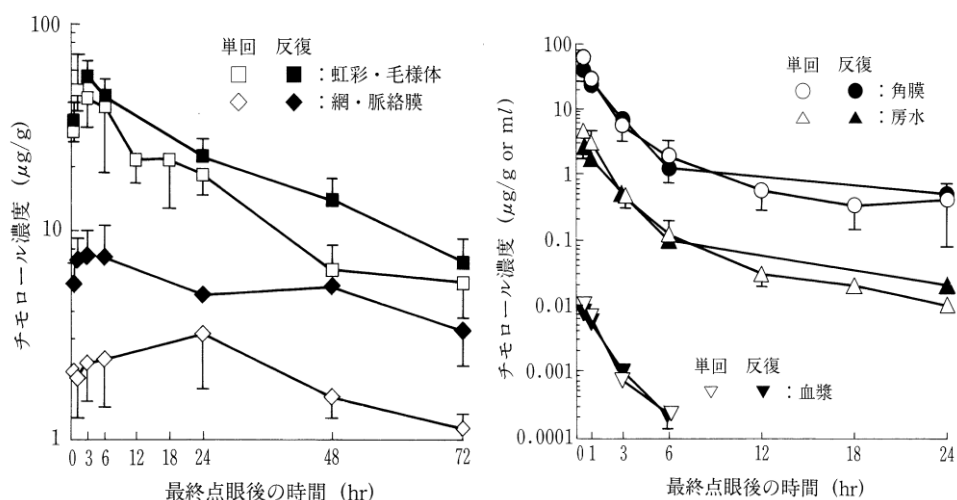 チモロール濃度 (μg/g)
100
10
1
単回 反復
:虹彩・毛様体
:網・脈絡膜
0 3 6 12 18 24 48 72
最終点眼後の時間 (hr)
チモロール濃度 (μg/g or ml)
1000
100
10
1
0.1
0.01
0.001
0.0001
単回 反復
:角膜
:房水
単回 反復
:血漿
0 1 3 6 12 18 24
最終点眼後の時間 (hr)